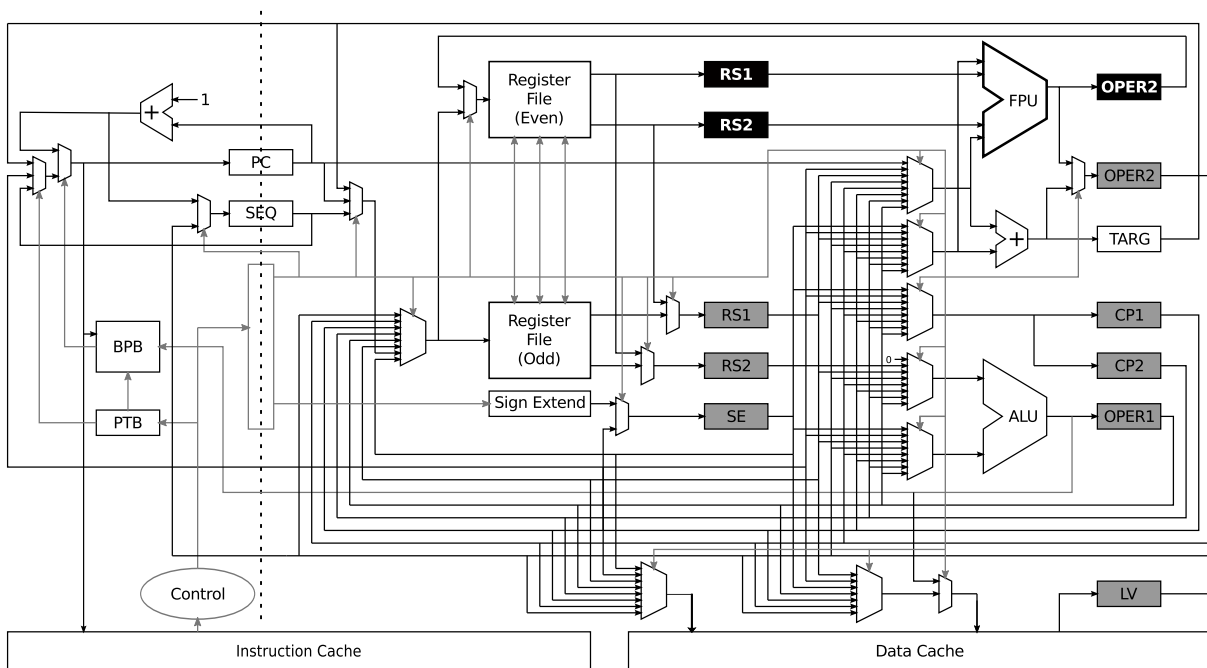 Register
File
(Even)
RS1
RS2
FPU
OPER2
1
+
PC
SEQ
OPER2
+
TARG
Register
File
(Odd)
RS1
RS2
CP1
CP2
0
BPB
Sign Extend
SE
ALU
OPER1
PTB
Control
LV
Instruction Cache
Data Cache